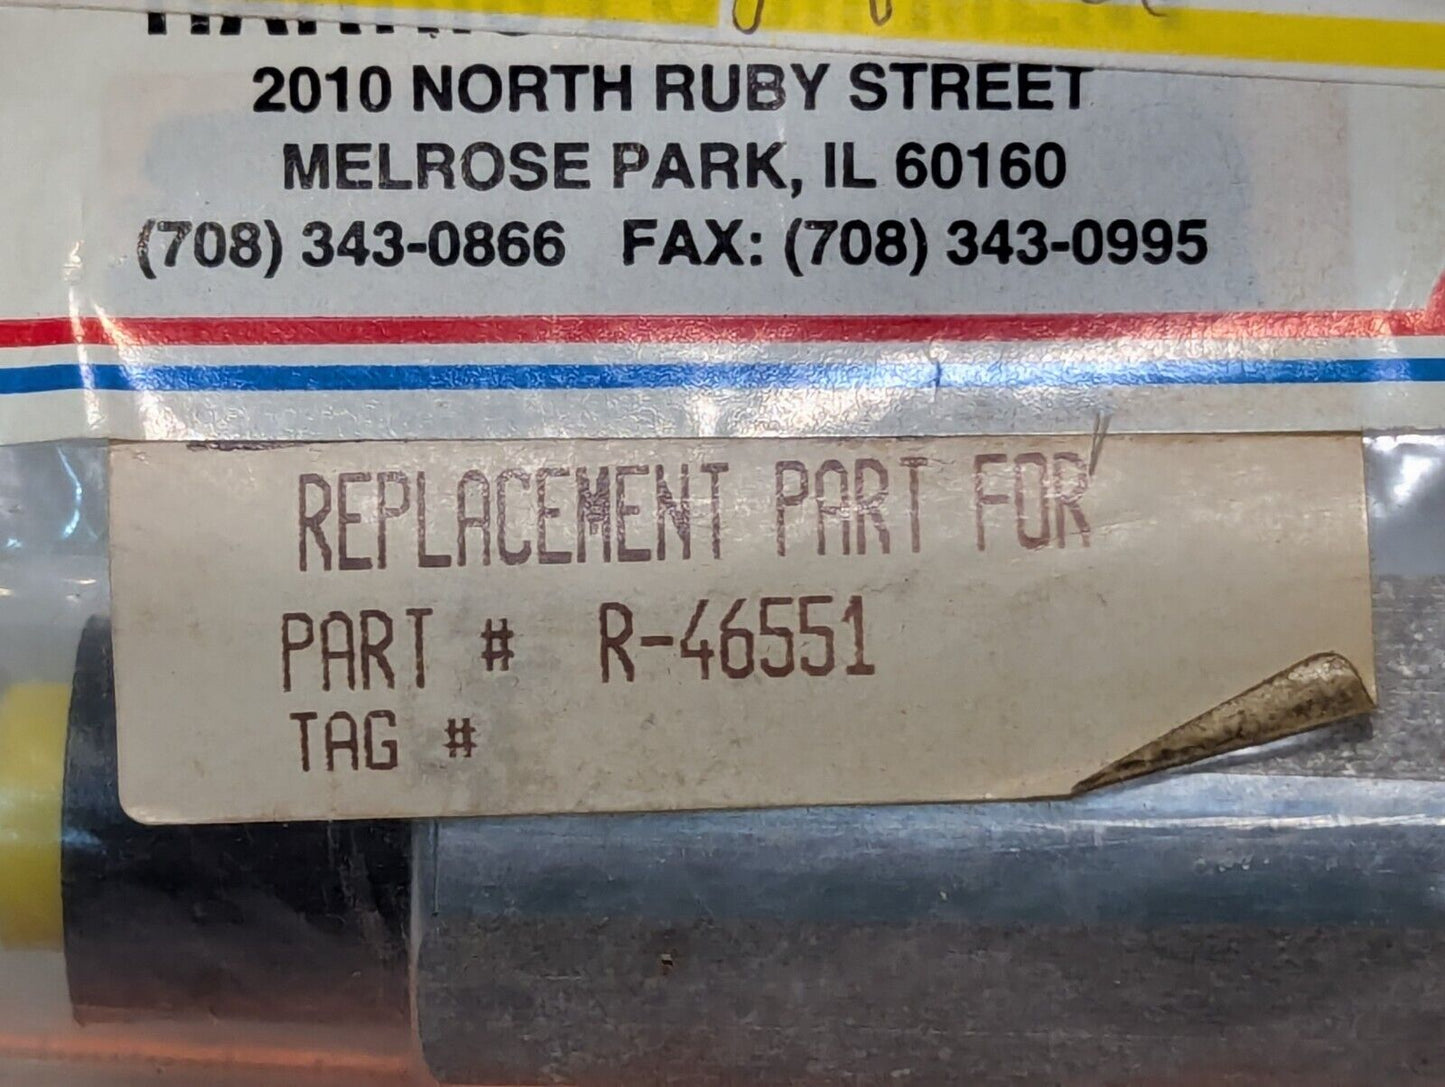 2010 NORTH RUBY STREET
MELROSE PARK, IL 60160
(708) 343-0866 FAX: (708) 343-0995
REPLACEMENT PART FOR
PART # R-46551
TAG #